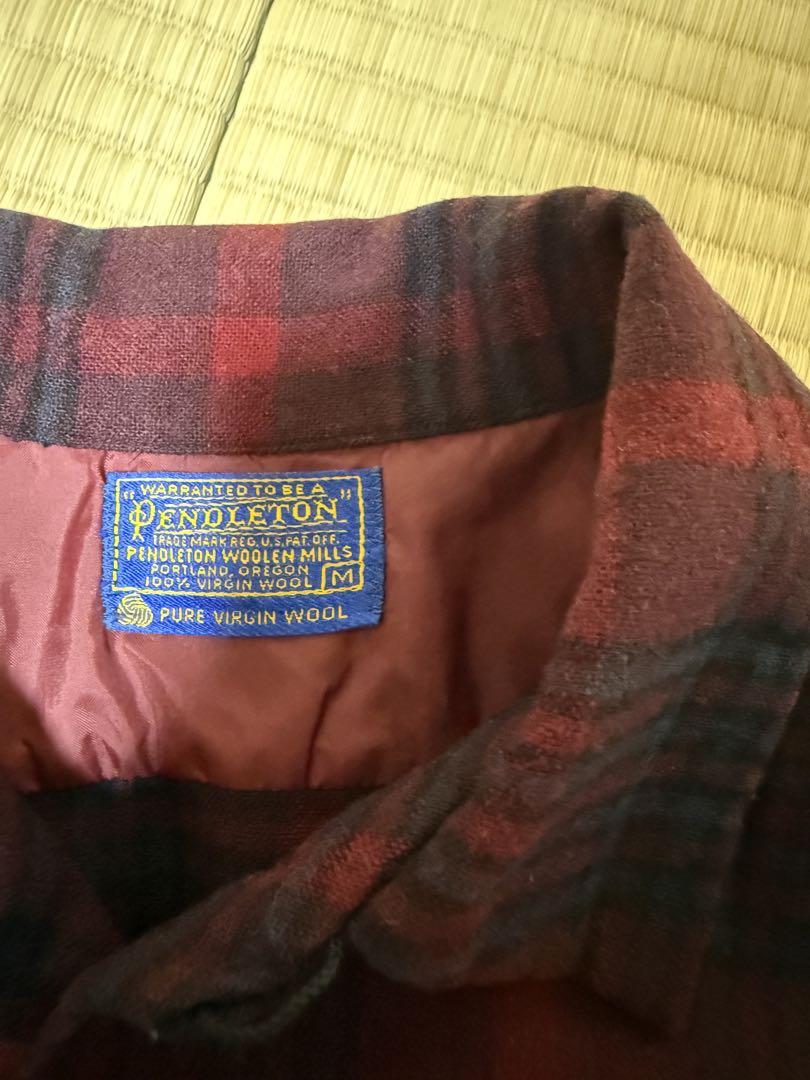 "WARRANTED TO BE A"
PENDLETON
TRADE MARK REG. U.S. PAT. OFF.
PENDLETON WOOLEN MILLS
PORTLAND, OREGON
100% VIRGIN WOOL M
PURE VIRGIN WOOL